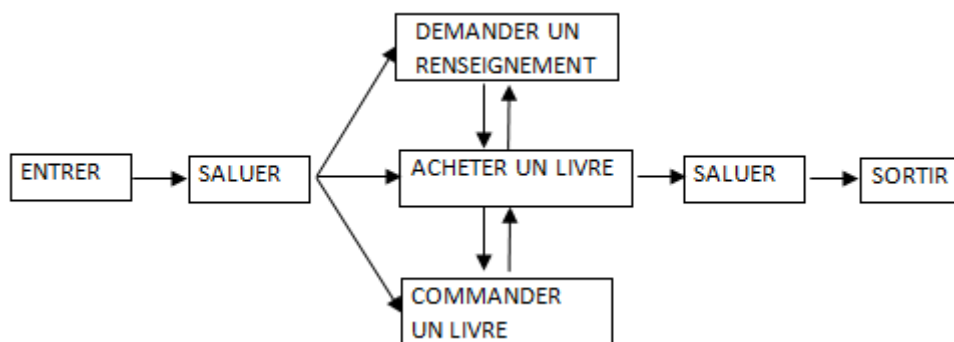 DEMANDER UN
RENSEIGNEMENT
ENTRER
SALUER
ACHETER UN LIVRE
SALUER
SORTIR
COMMANDER
UN LIVRE